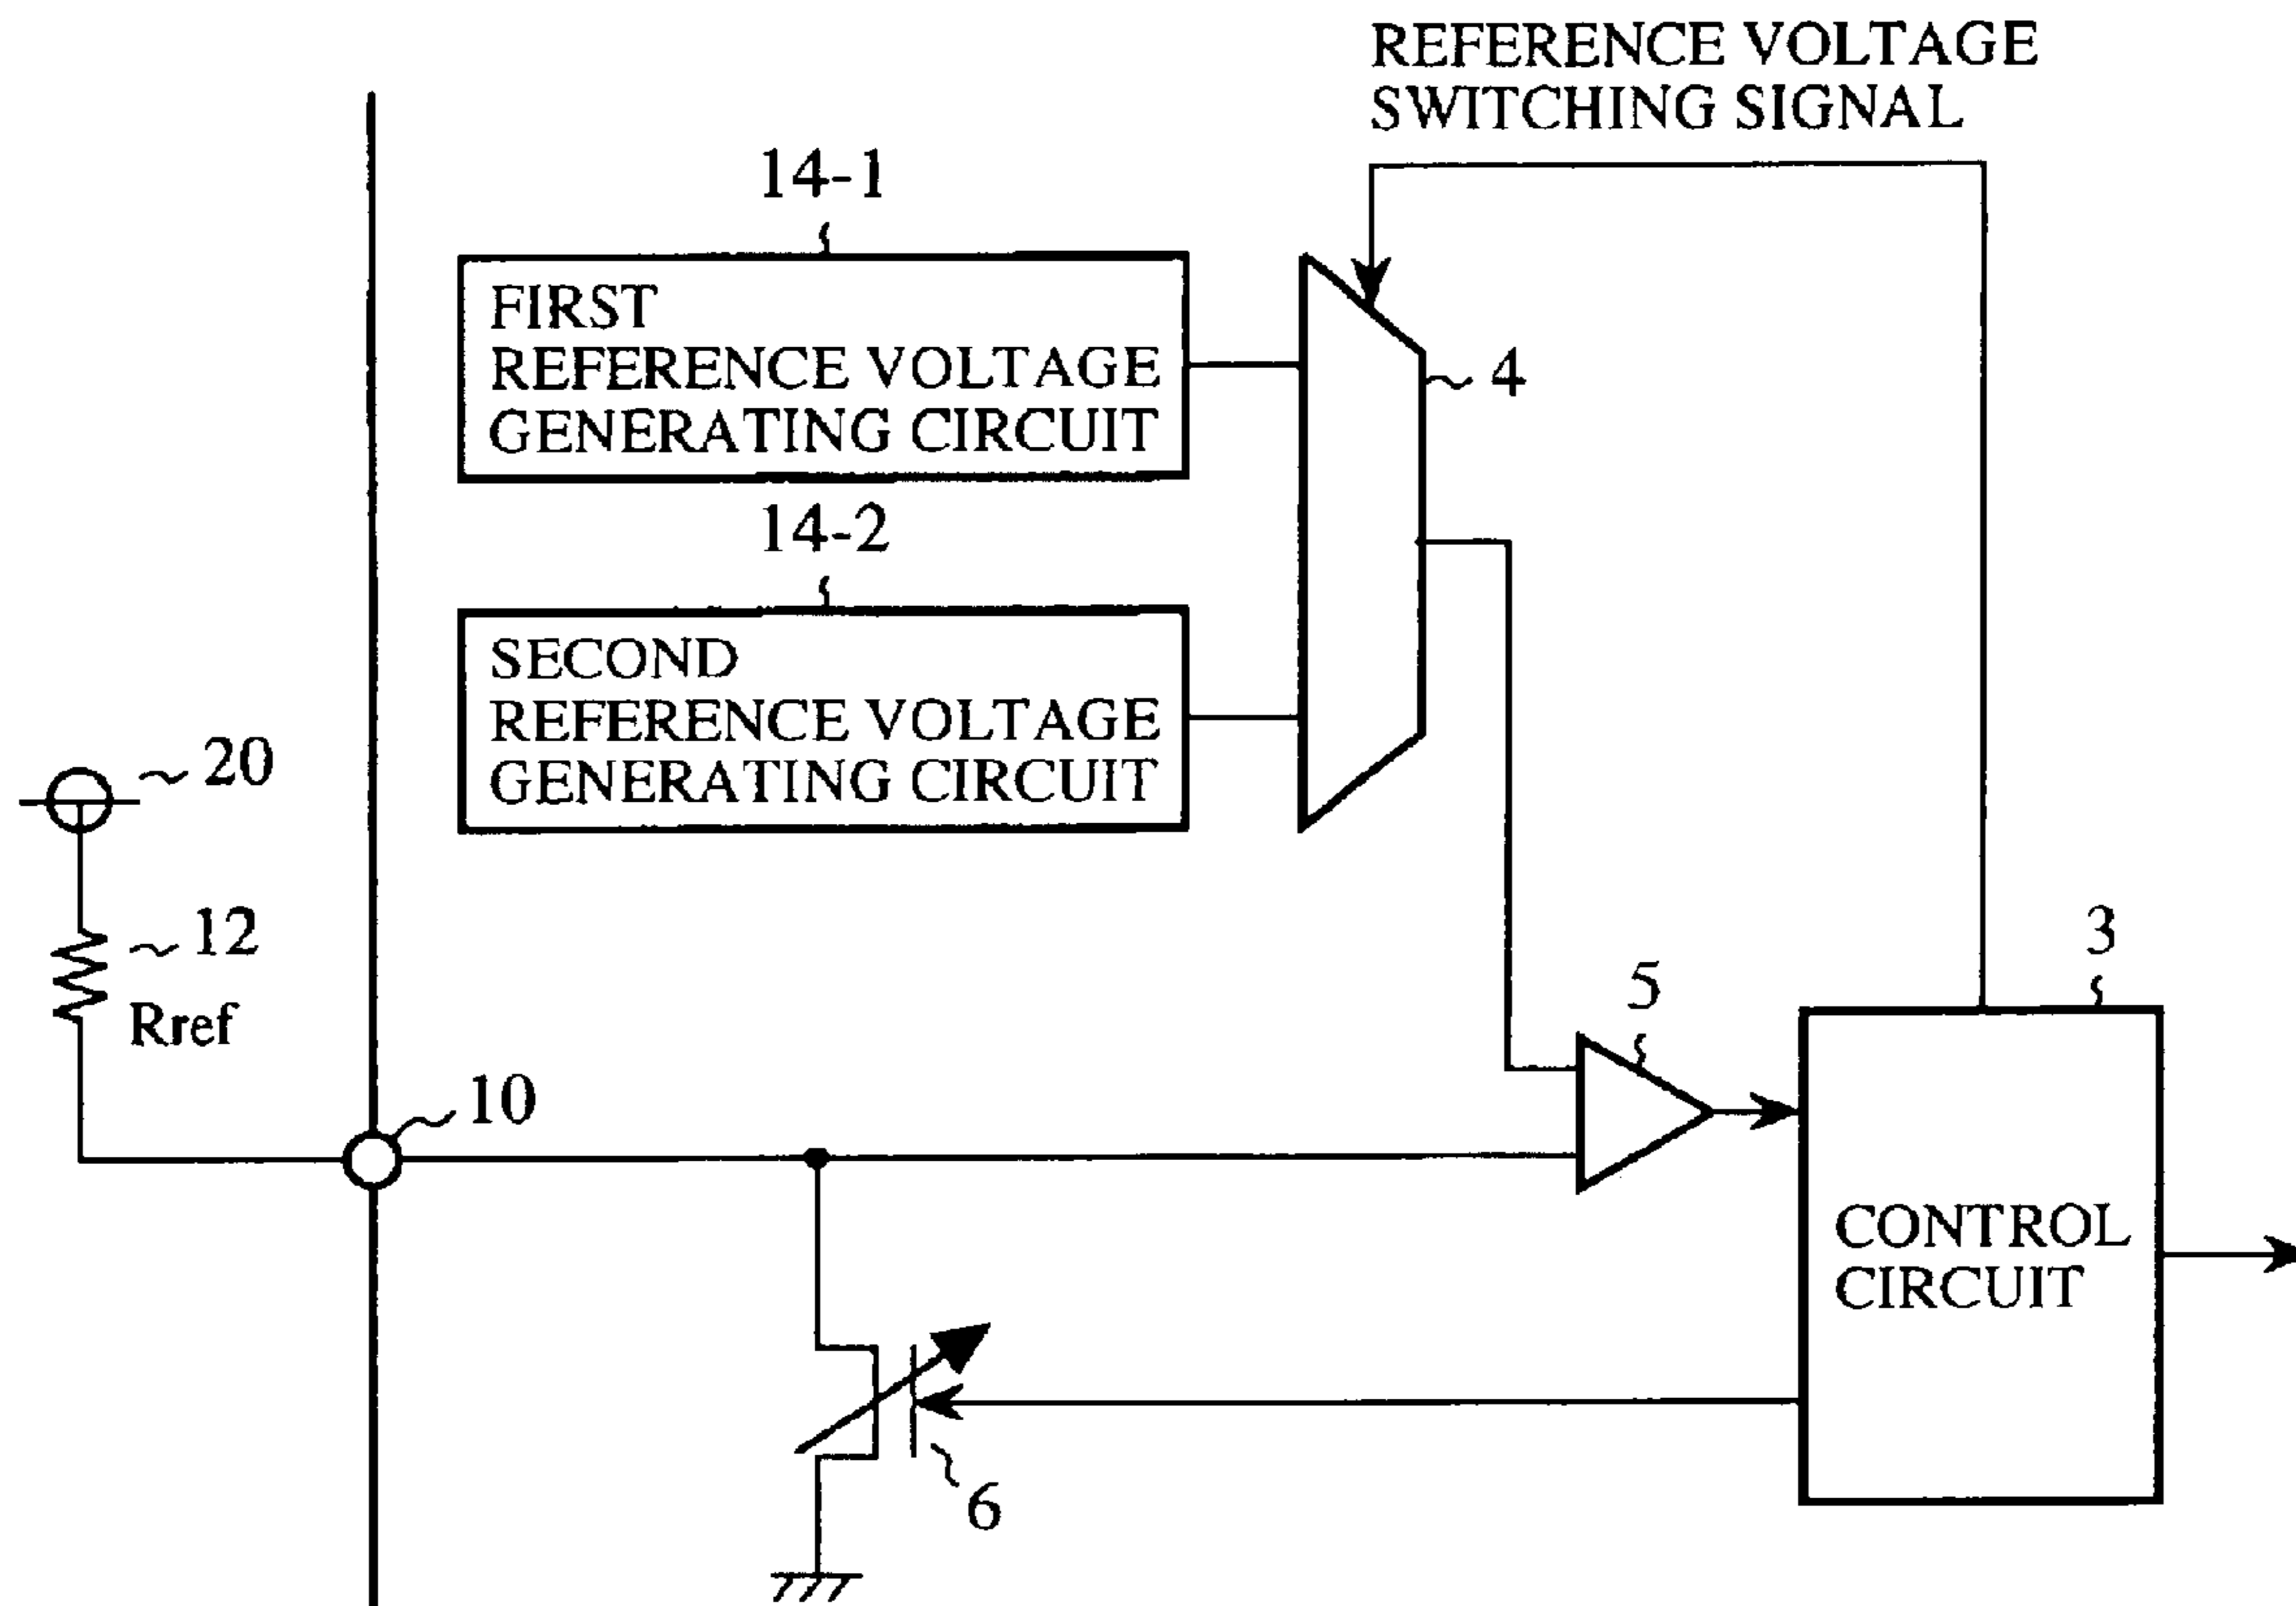 REFERENCE VOLTAGE
SWITCHING SIGNAL
14-1
FIRST
REFERENCE VOLTAGE
GENERATING CIRCUIT
4
14-2
SECOND
REFERENCE VOLTAGE
GENERATING CIRCUIT
20
12
Rref
3
5
10
CONTROL
CIRCUIT
6